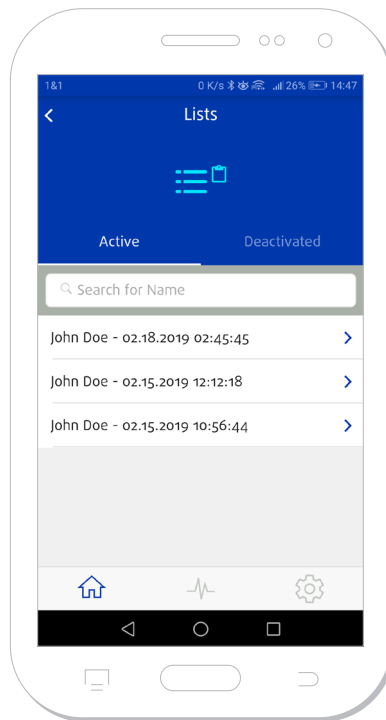 1&1 0 K/s 26% 14:47
Lists
Active Deactivated
Search for Name
John Doe - 02.18.2019 02:45:45
John Doe - 02.15.2019 12:12:18
John Doe - 02.15.2019 10:56:44